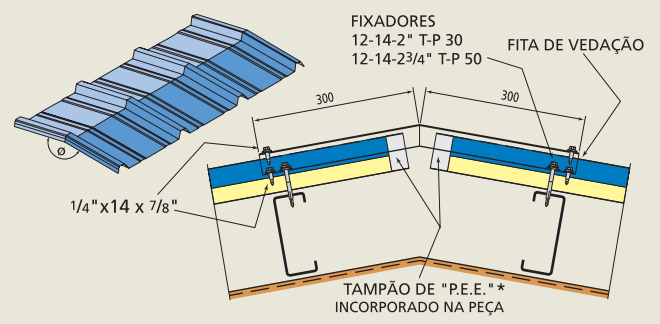 FIXADORES
12-14-2" T-P 30
12-14-23/4" T-P 50
FITA DE VEDAÇÃO
300
300
Ø
1/4"x14 x 7/8"
TAMPÃO DE "P.E.E."*
INCORPORADO NA PEÇA